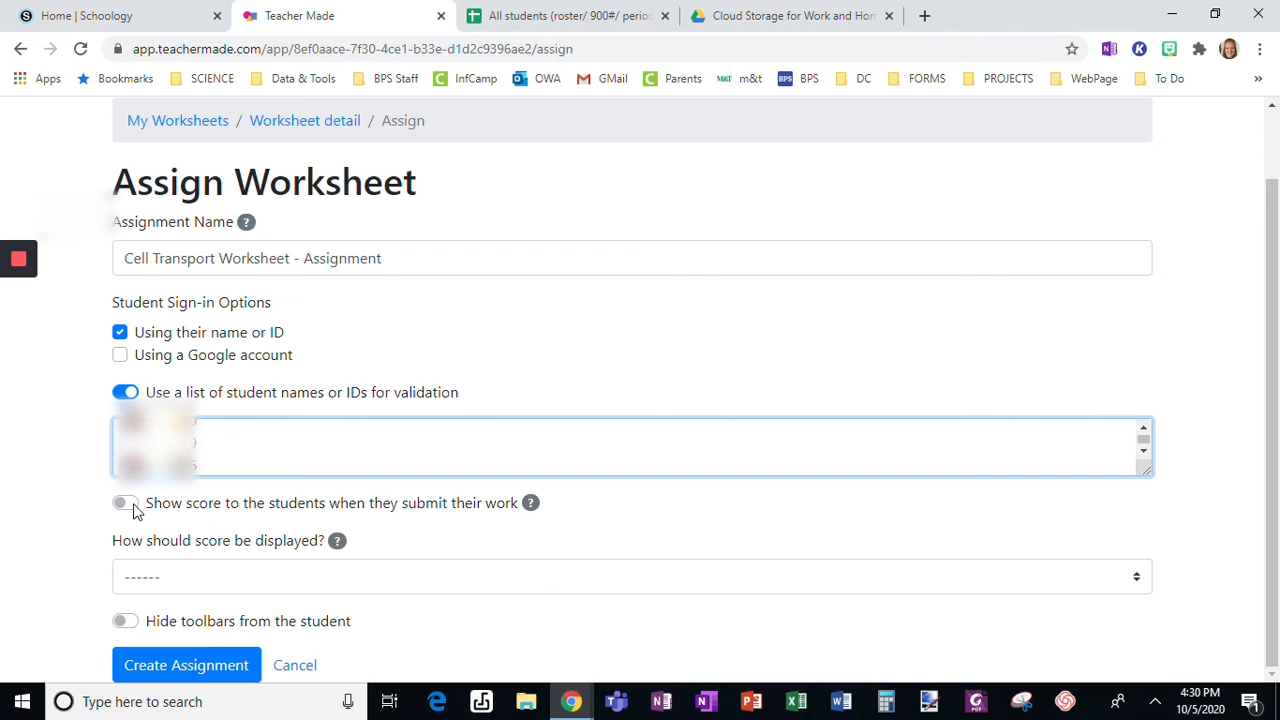 Home | Schoology
Teacher Made
All students (roster/ 900#/ perio
Cloud Storage for Work and Hom
app.teachermade.com/app/8ef0aace-7f30-4ce1-b33e-d1d2c9396ae2/assign
Apps Bookmarks SCIENCE Data & Tools BPS Staff InfCamp OWA GMail Parents m&t BPS DC FORMS PROJECTS WebPage To Do »
My Worksheets / Worksheet detail / Assign
Assign Worksheet
Assignment Name ?
Cell Transport Worksheet - Assignment
Student Sign-in Options
Using their name or ID
Using a Google account
Use a list of student names or IDs for validation
Show score to the students when they submit their work ?
How should score be displayed? ?
------
Hide toolbars from the student
Create Assignment Cancel
Type here to search
4:30 PM
10/5/2020